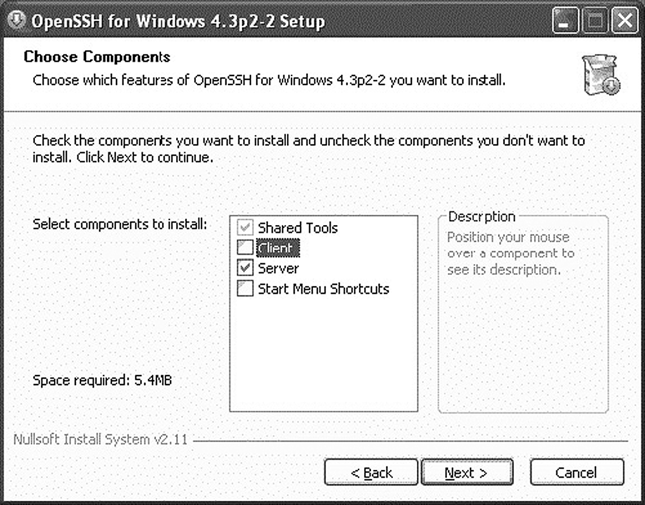 OpenSSH for Windows 4.3p2-2 Setup
Choose Components
Choose which features of OpenSSH for Windows 4.3p2-2 you want to install.
Check the components you want to install and uncheck the components you don't want to
install. Click Next to continue.
Select components to install:
Shared Tools
Client
Server
Start Menu Shortcuts
Description
Position your mouse
over a component to
see its description.
Space required: 5.4MB
Nullsoft Install System v2.11
< Back
Next >
Cancel